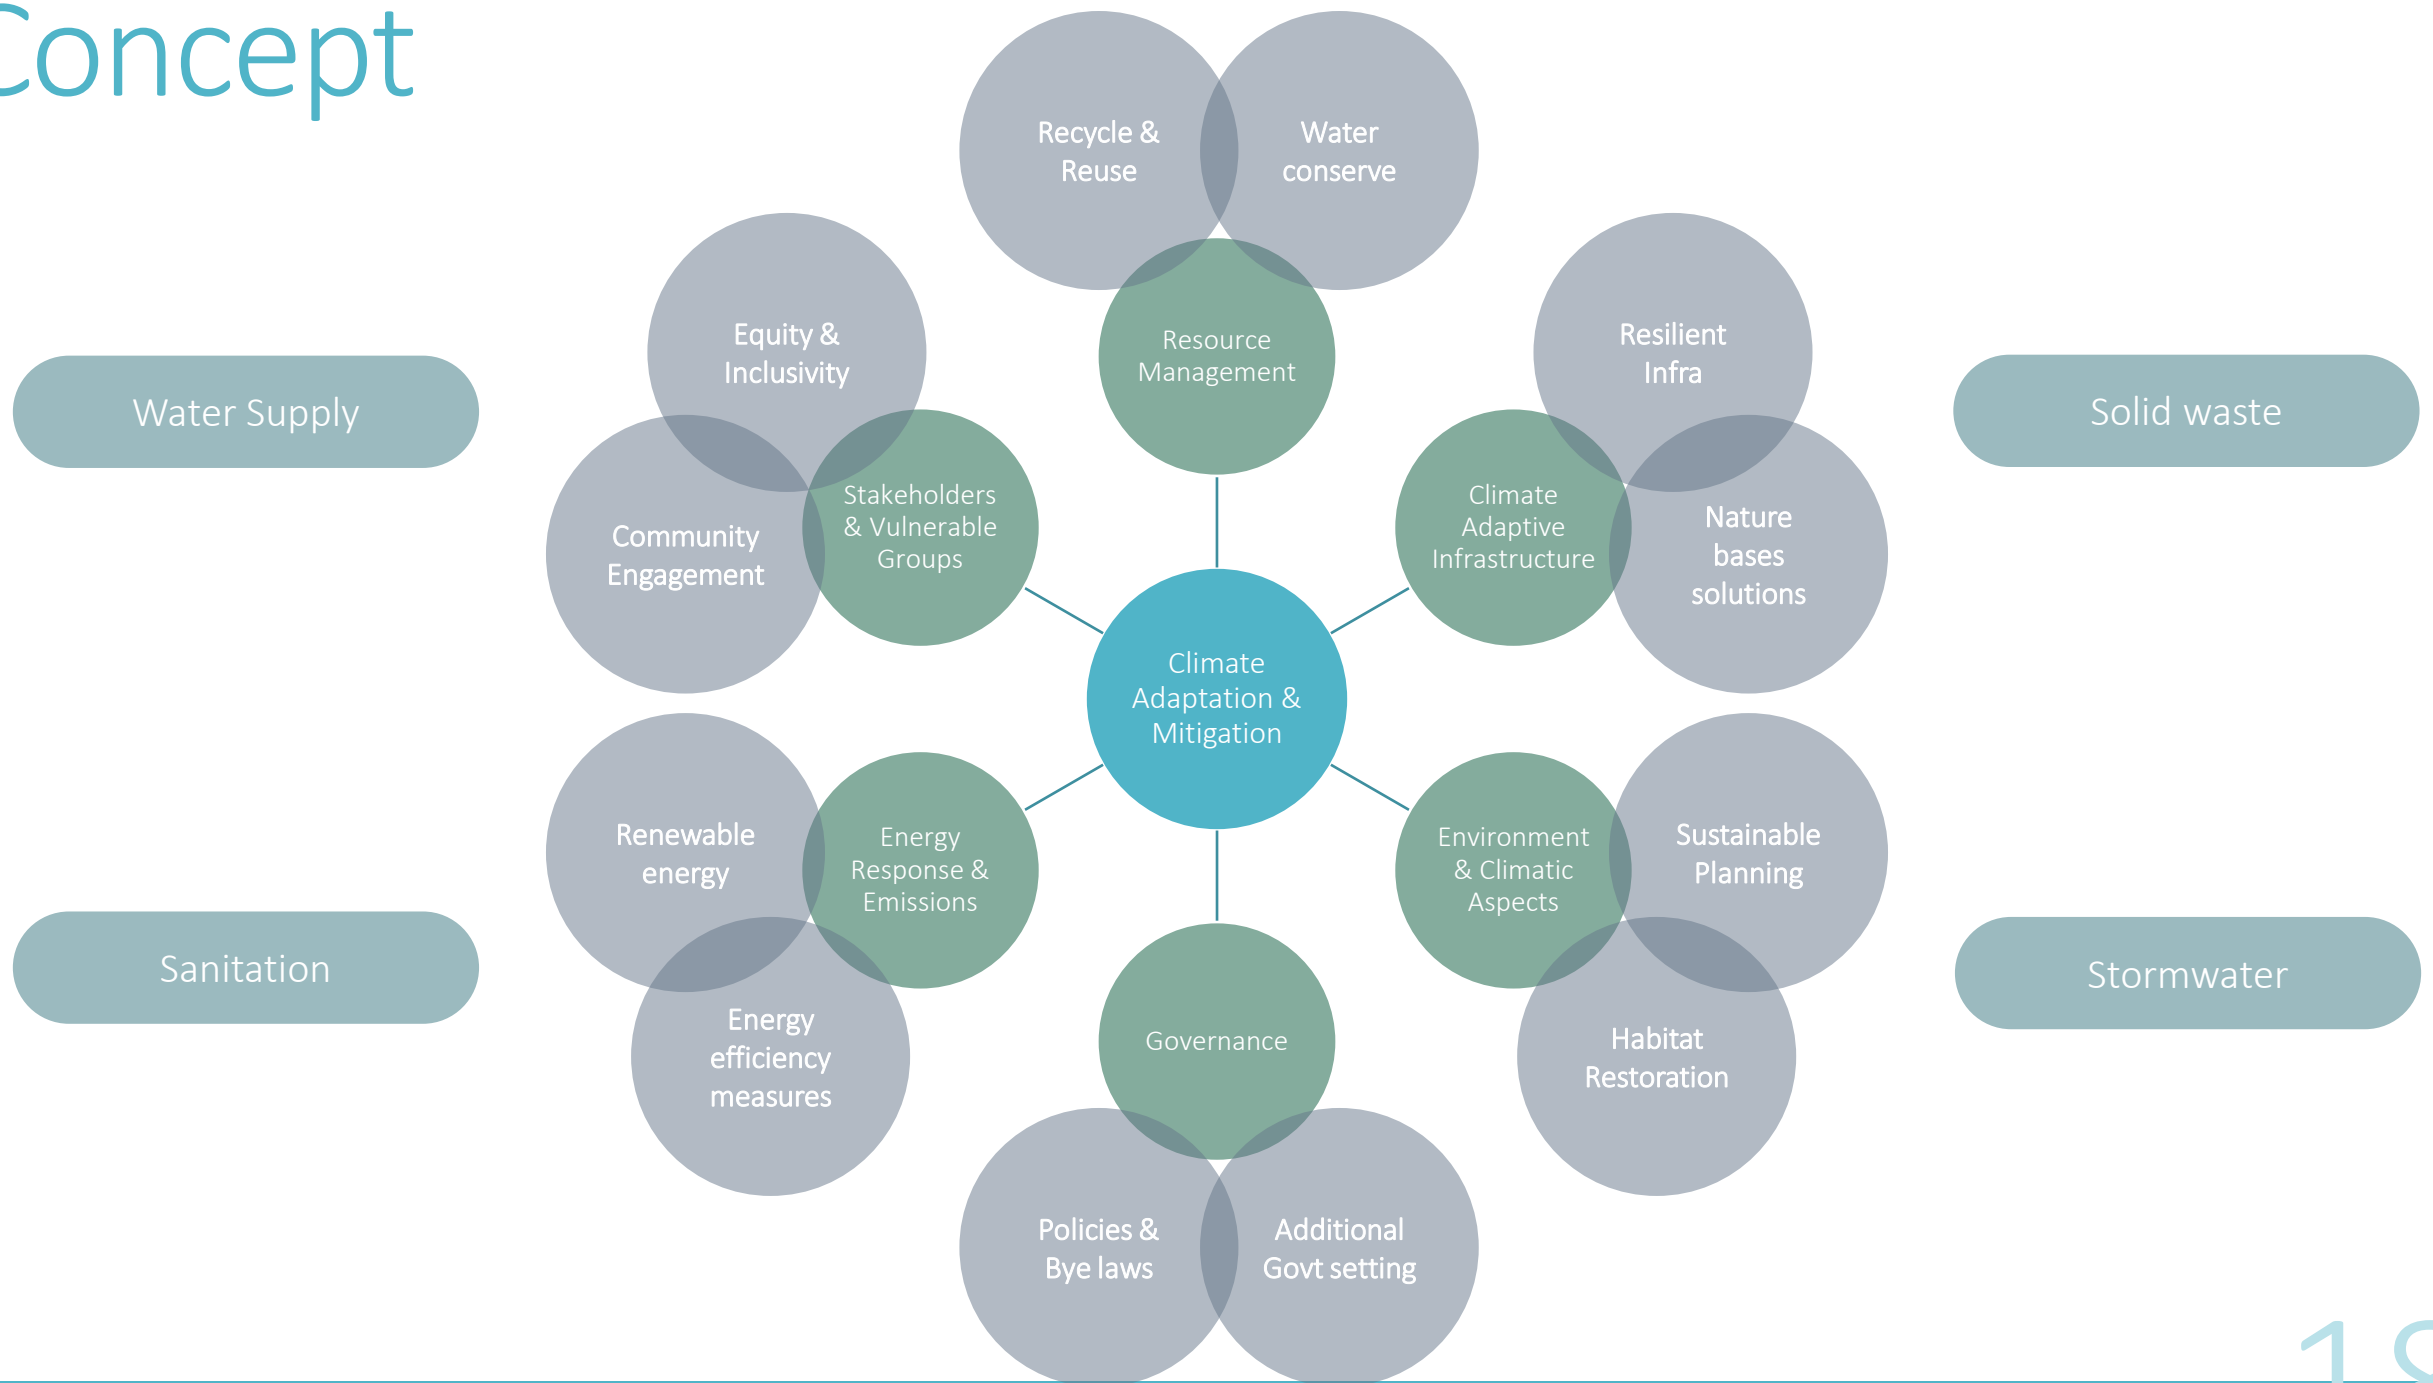 Concept
Recycle &
Reuse
Water
conserve
Equity &
Inclusivity
Resource
Management
Resilient
Infra
Water Supply
Solid waste
Stakeholders
& Vulnerable
Groups
Climate
Adaptive
Infrastructure
Community
Engagement
Nature
bases
solutions
Climate
Adaptation &
Mitigation
Renewable
energy
Energy
Response &
Emissions
Environment
& Climatic
Aspects
Sustainable
Planning
Sanitation
Stormwater
Energy
efficiency
measures
Governance
Habitat
Restoration
Policies &
Bye laws
Additional
Govt setting